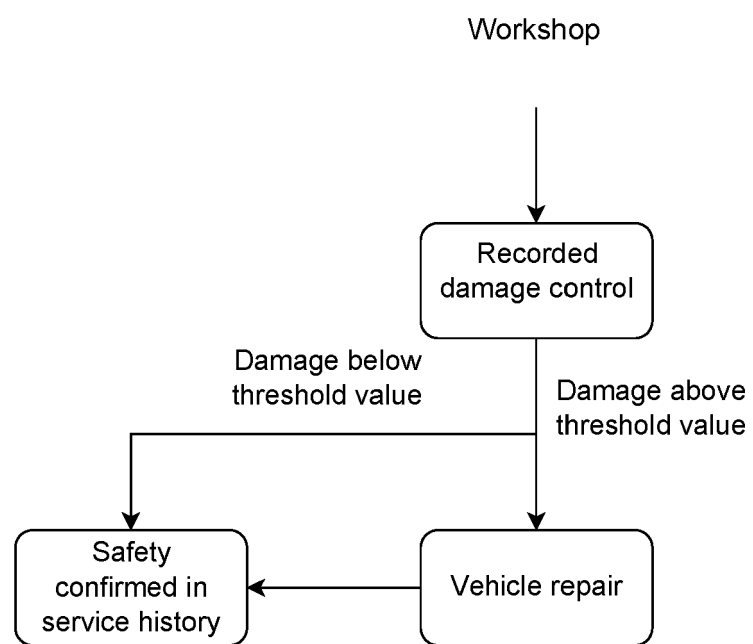 Workshop
Recorded
damage control
Damage below
threshold value
Damage above
threshold value
Safety
confirmed in
service history
Vehicle repair